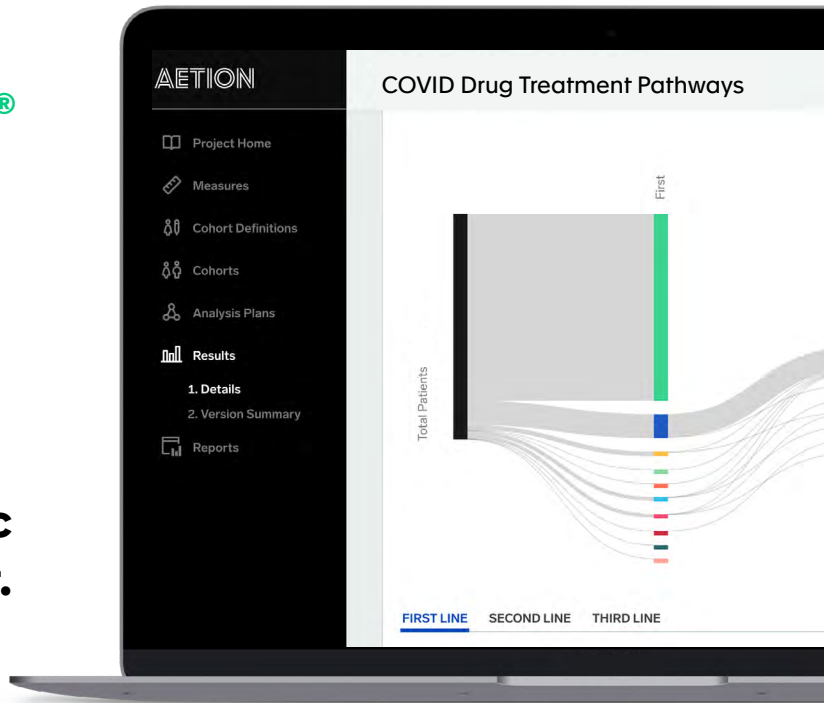 ®
AETION
COVID Drug Treatment Pathways
Project Home
Measures
Cohort Definitions
Cohorts
Analysis Plans
Results
1. Details
2. Version Summary
Reports
First
Total Patients
c
.
FIRST LINE SECOND LINE THIRD LINE